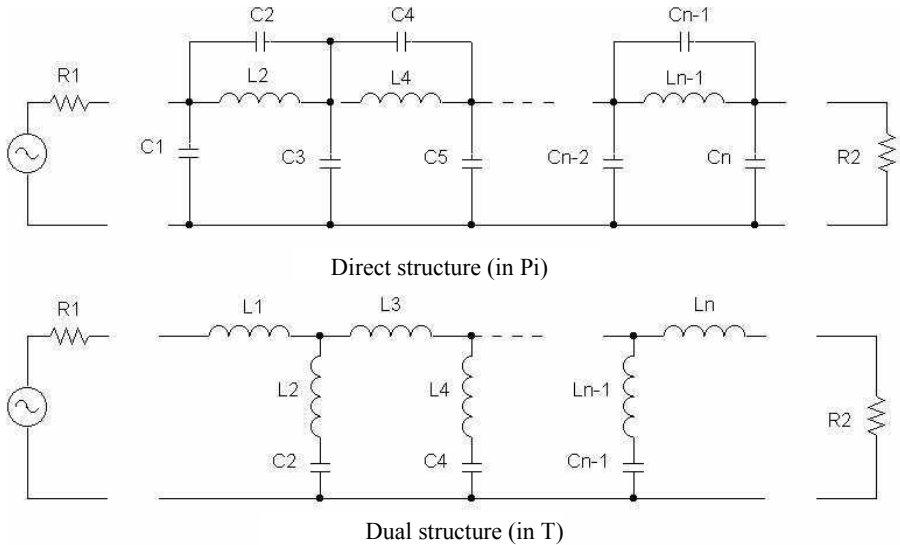 C2 C4 Cn-1
R1 L2 L4 Ln-1
C1 C3 C5 Cn-2 Cn R2
Direct structure (in Pi)
R1 L1 L3 Ln
L2 L4 Ln-1 R2
C2 C4 Cn-1
Dual structure (in T)